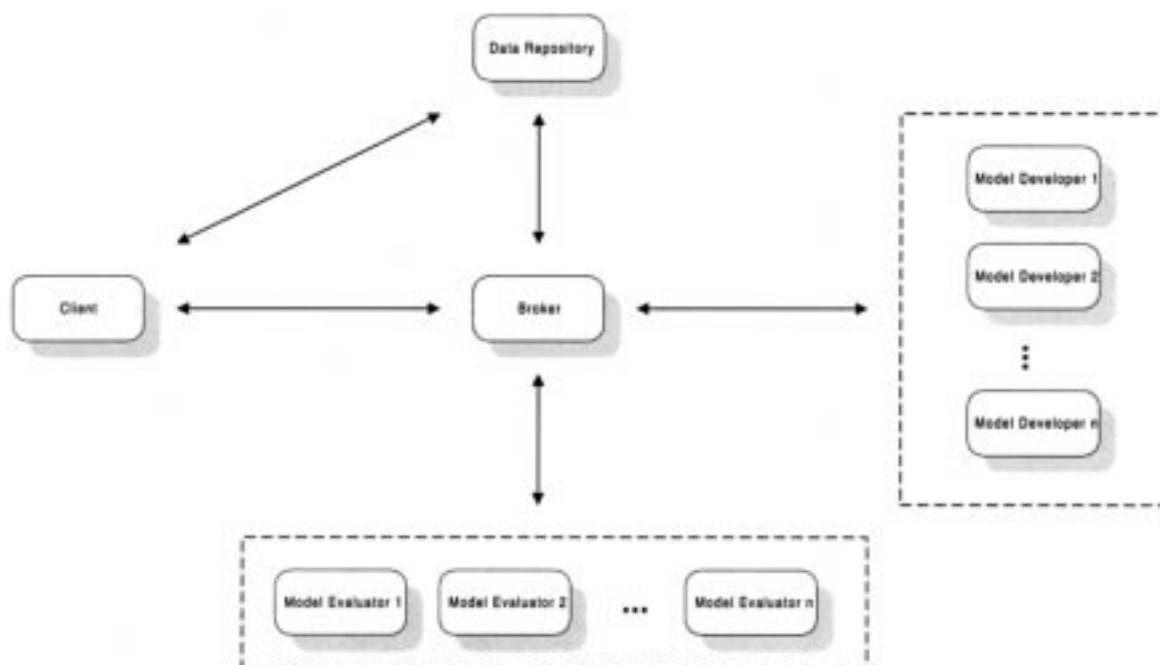 Data Repository
Model Developer 1
Model Developer 2
Client
Broker
Model Developer n
Model Evaluator 1
Model Evaluator 2
Model Evaluator n